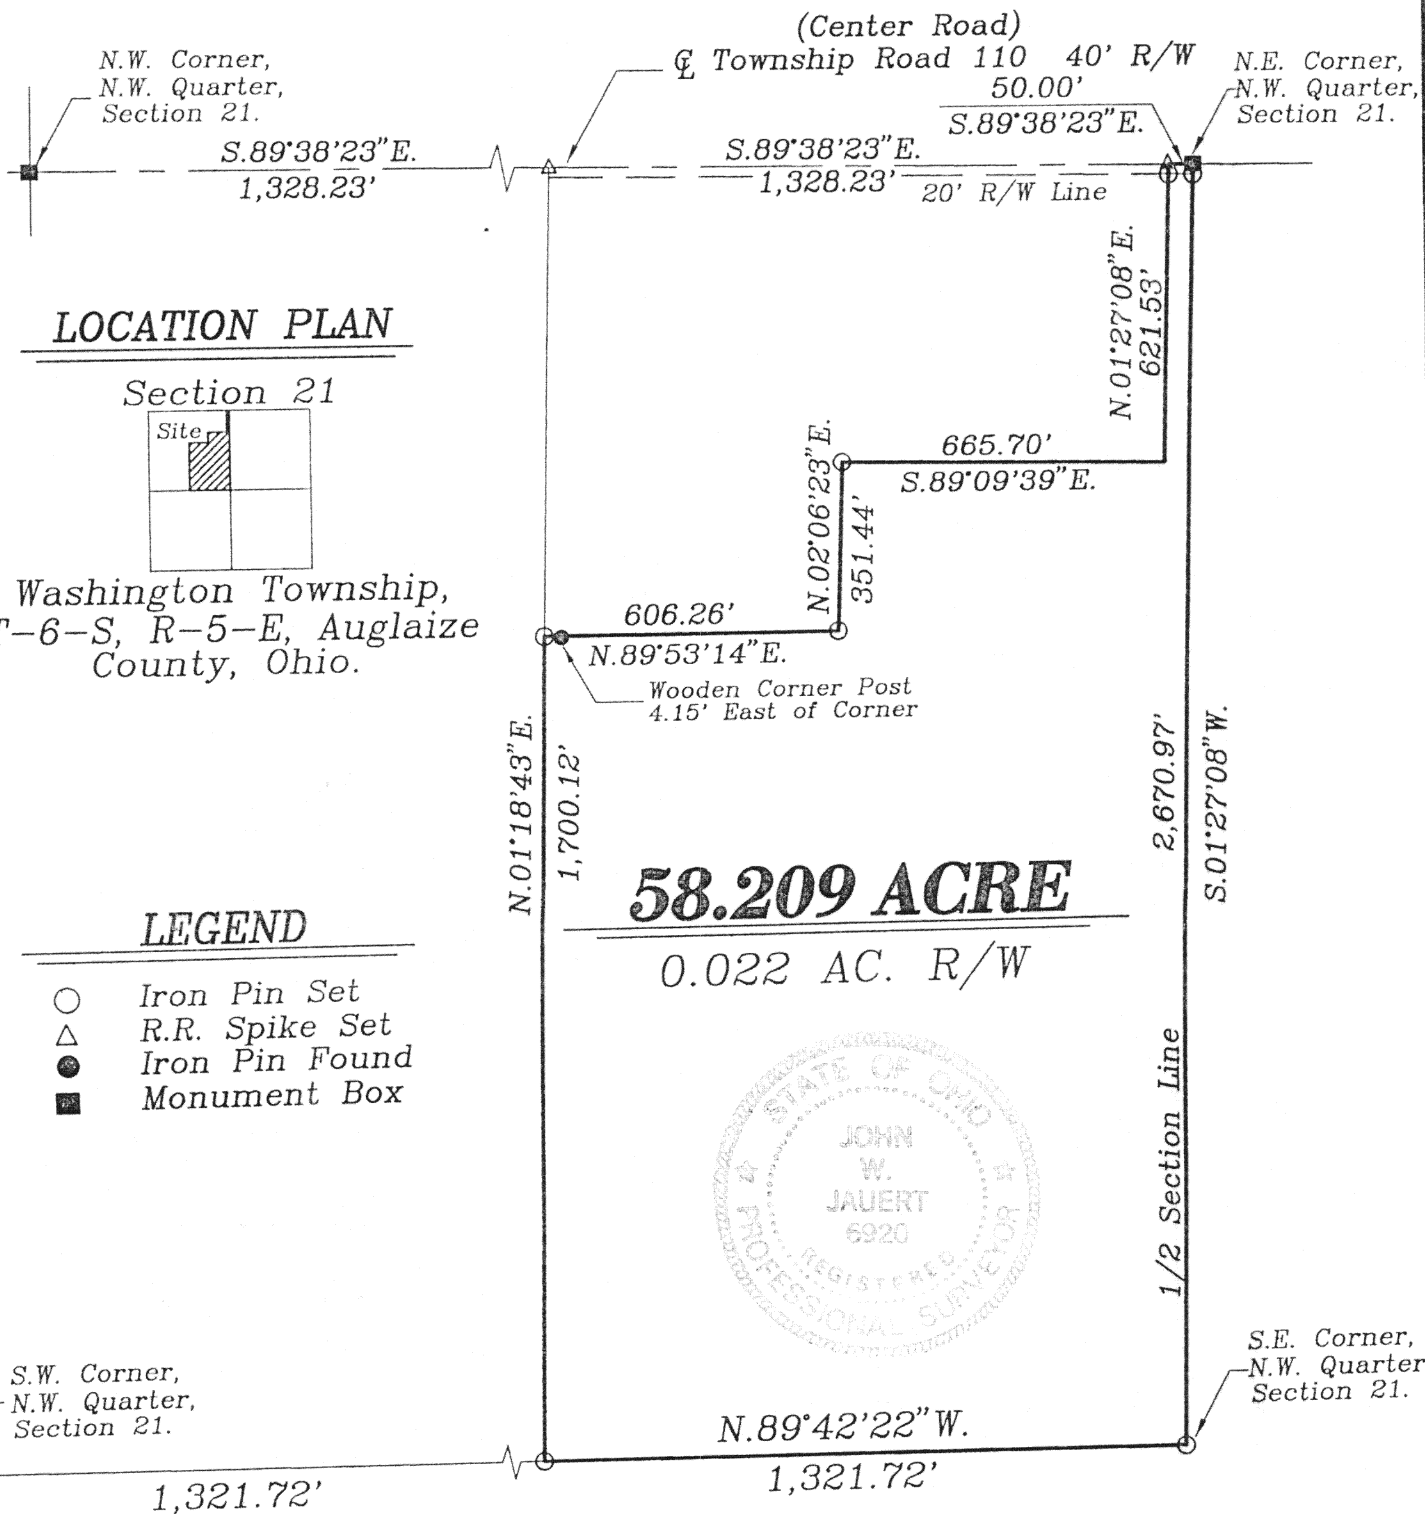 (Center Road)
℄ Township Road 110 40' R/W
N.W. Corner,
N.W. Quarter,
Section 21.
N.E. Corner,
N.W. Quarter,
Section 21.
50.00'
S.89°38'23"E.
S.89°38'23"E.
1,328.23'
S.89°38'23"E.
1,328.23'
20' R/W Line
N.01°27'08"E.
621.53'
LOCATION PLAN
Section 21
Site
Washington Township,
T-6-S, R-5-E, Auglaize
County, Ohio.
665.70'
S.89°09'39"E.
N.02°06'23"E.
351.44'
606.26'
N.89°53'14"E.
Wooden Corner Post
4.15' East of Corner
N.01°18'43"E.
1,700.12'
2,670.97'
S.01°27'08"W.
58.209 ACRE
0.022 AC. R/W
LEGEND
Iron Pin Set
R.R. Spike Set
Iron Pin Found
Monument Box
STATE OF OHIO
JOHN
W.
JAUERT
6920
REGISTERED
PROFESSIONAL SURVEYOR
1/2 Section Line
S.W. Corner,
N.W. Quarter,
Section 21.
S.E. Corner,
N.W. Quarter
Section 21.
N.89°42'22"W.
1,321.72'
1,321.72'